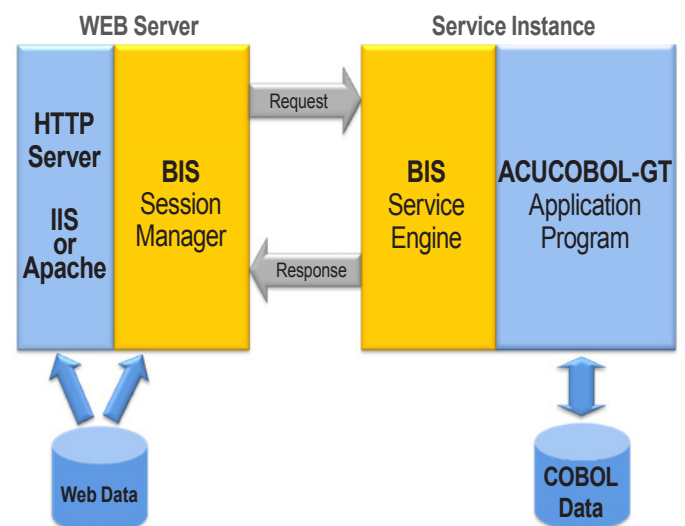 WEB Server
Service Instance
HTTP
Server
IIS
or
Apache
BIS
Session
Manager
Request
Response
BIS
Service
Engine
ACUCOBOL-GT
Application
Program
Web Data
COBOL
Data